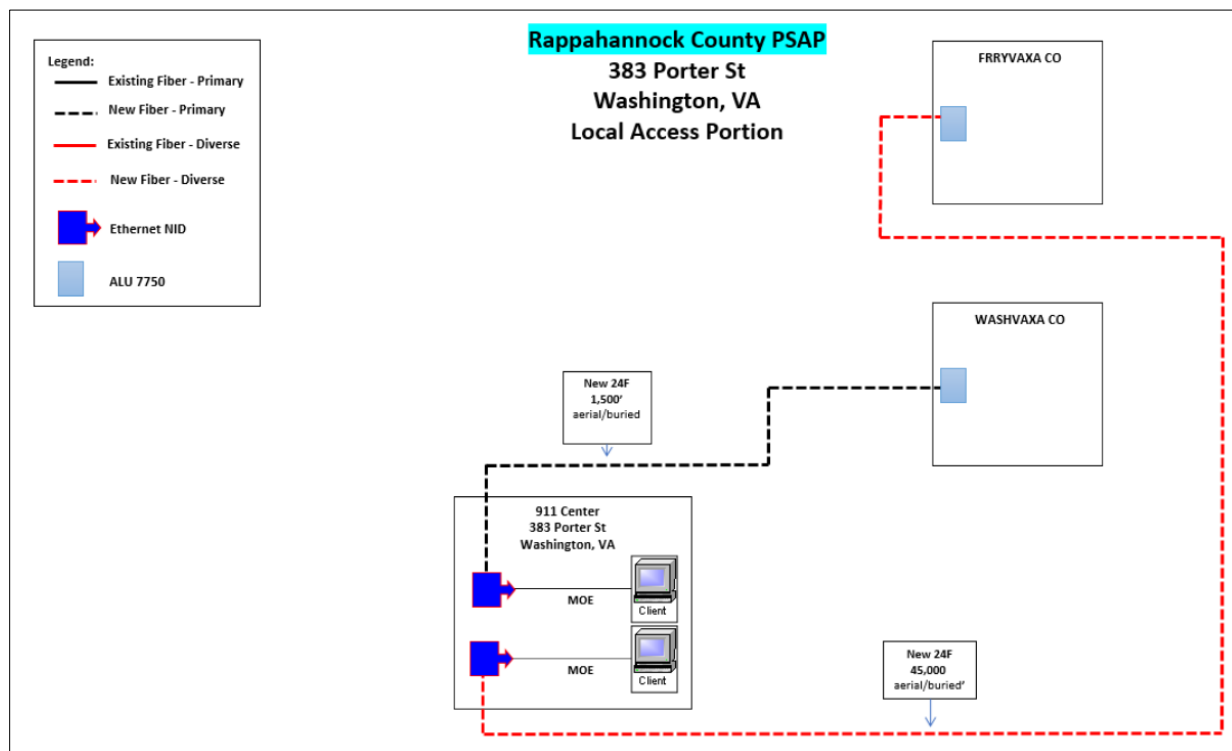 Rappahannock County PSAP
383 Porter St
Washington, VA
Local Access Portion
Legend:
Existing Fiber - Primary
New Fiber - Primary
Existing Fiber - Diverse
New Fiber - Diverse
Ethernet NID
ALU 7750
FRRYVAXA CO
WASHVAXA CO
New 24F
1,500’
aerial/buried
911 Center
383 Porter St
Washington, VA
MOE
Client
MOE
Client
New 24F
45,000
aerial/buried’